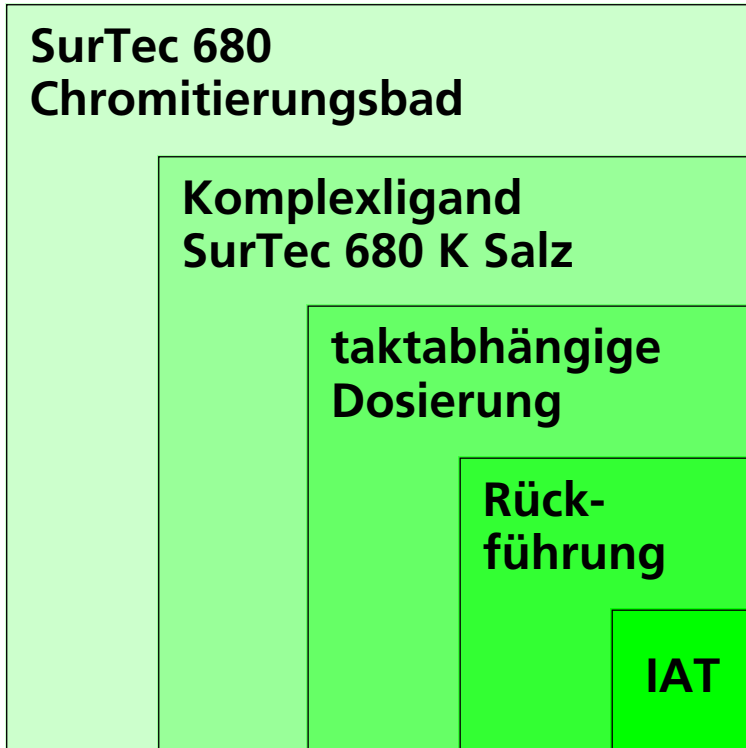 SurTec 680
Chromitierungsbad
Komplexligand
SurTec 680 K Salz
taktabhängige
Dosierung
Rück-
führung
IAT